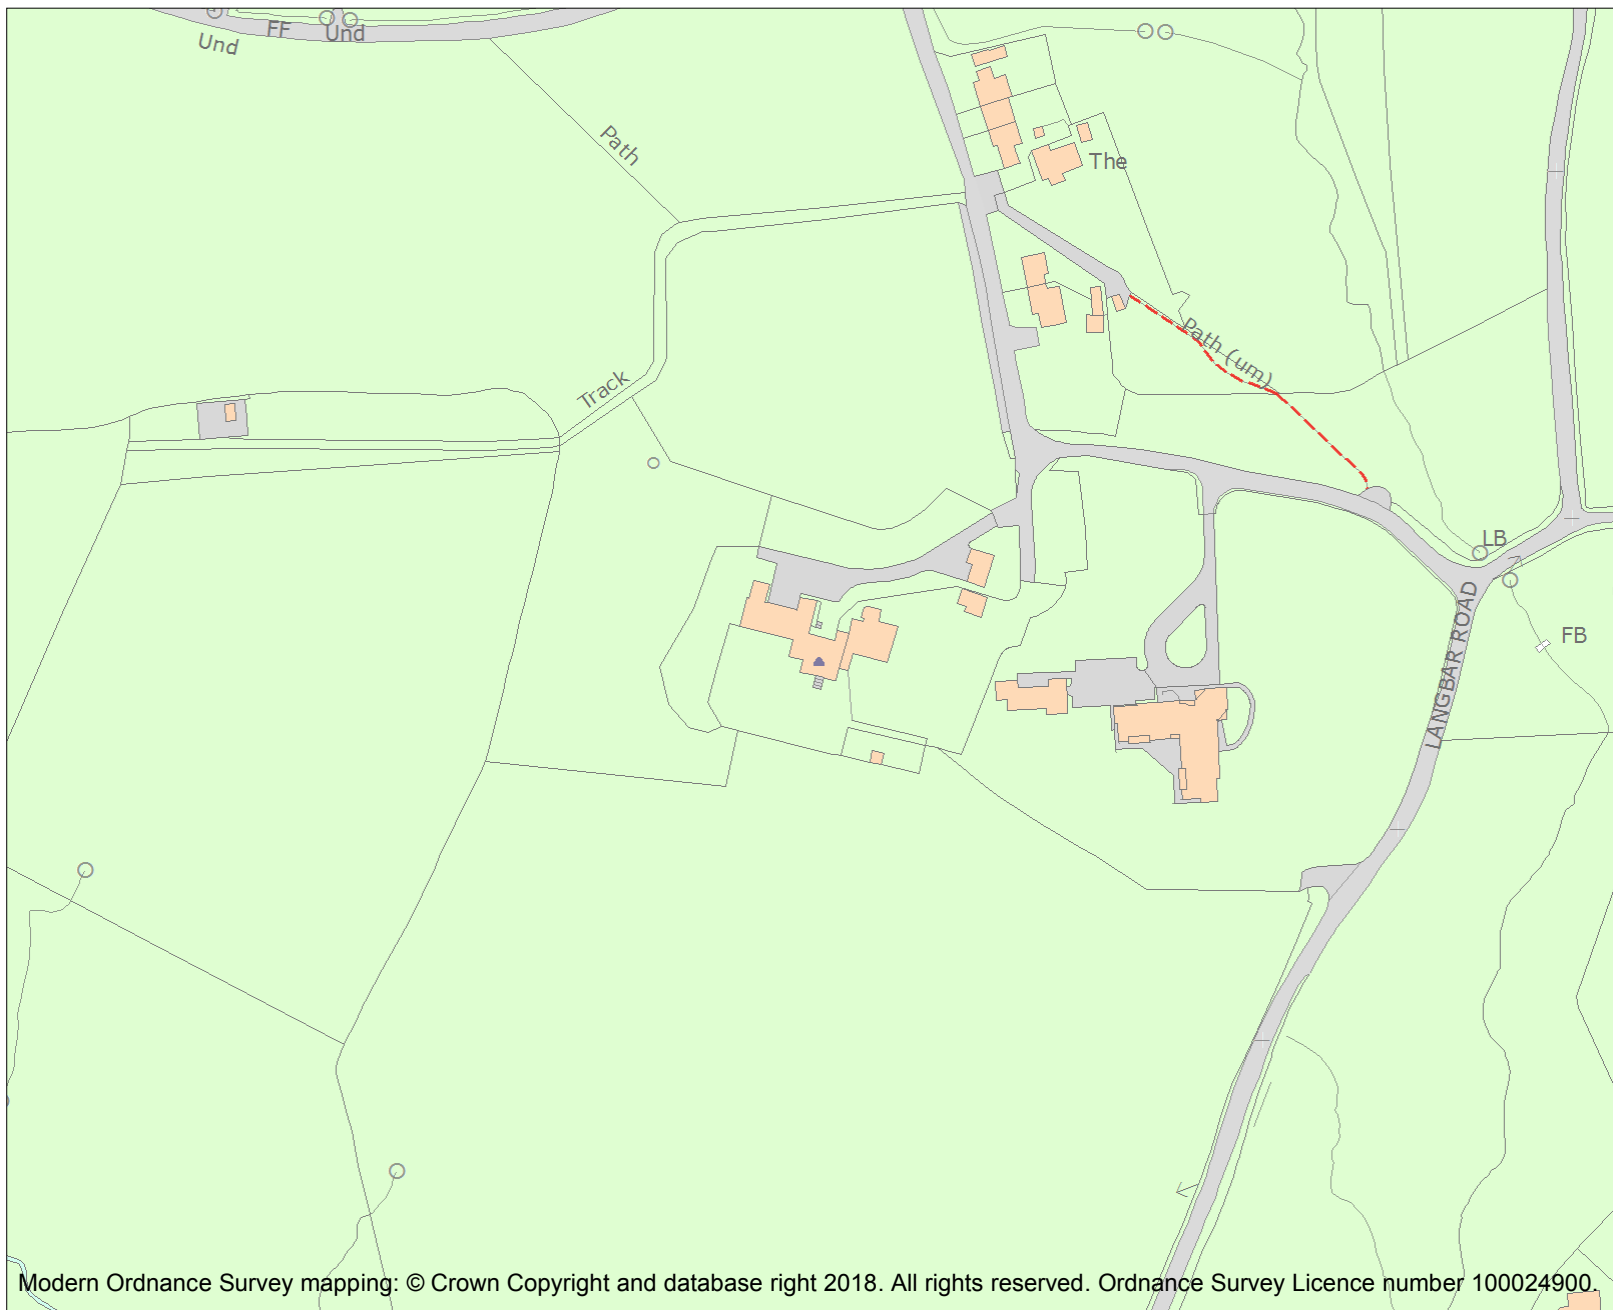 Und
FF
Und
Path
The
Path (um)
Track
LB
FB
LANGBAR ROAD
Modern Ordnance Survey mapping: © Crown Copyright and database right 2018. All rights reserved. Ordnance Survey Licence number 100024900.